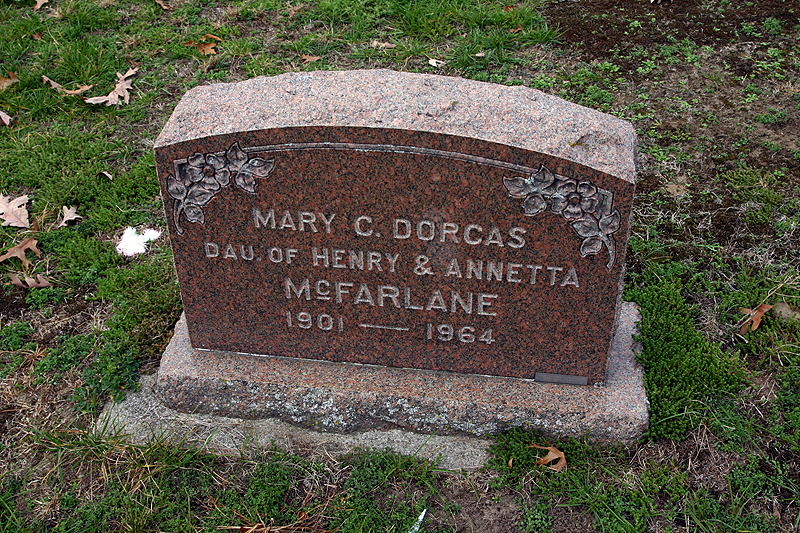 MARY C. DORCAS
DAU. OF HENRY & ANNETTA
McFARLANE
1901 — 1964